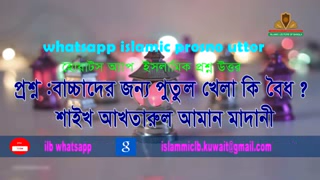 whatsapp islamic prosno uttor
হোয়াটস অ্যাপ ইসলামিক প্রশ্ন উত্তর
প্রশ্ন :বাচ্চাদের জন্য পাতুল খেলা কি বৈধ ?
শাইখ আখতারুল আমান মাদানী
ilb whatsapp
islammiclb.kuwait@gmail.com